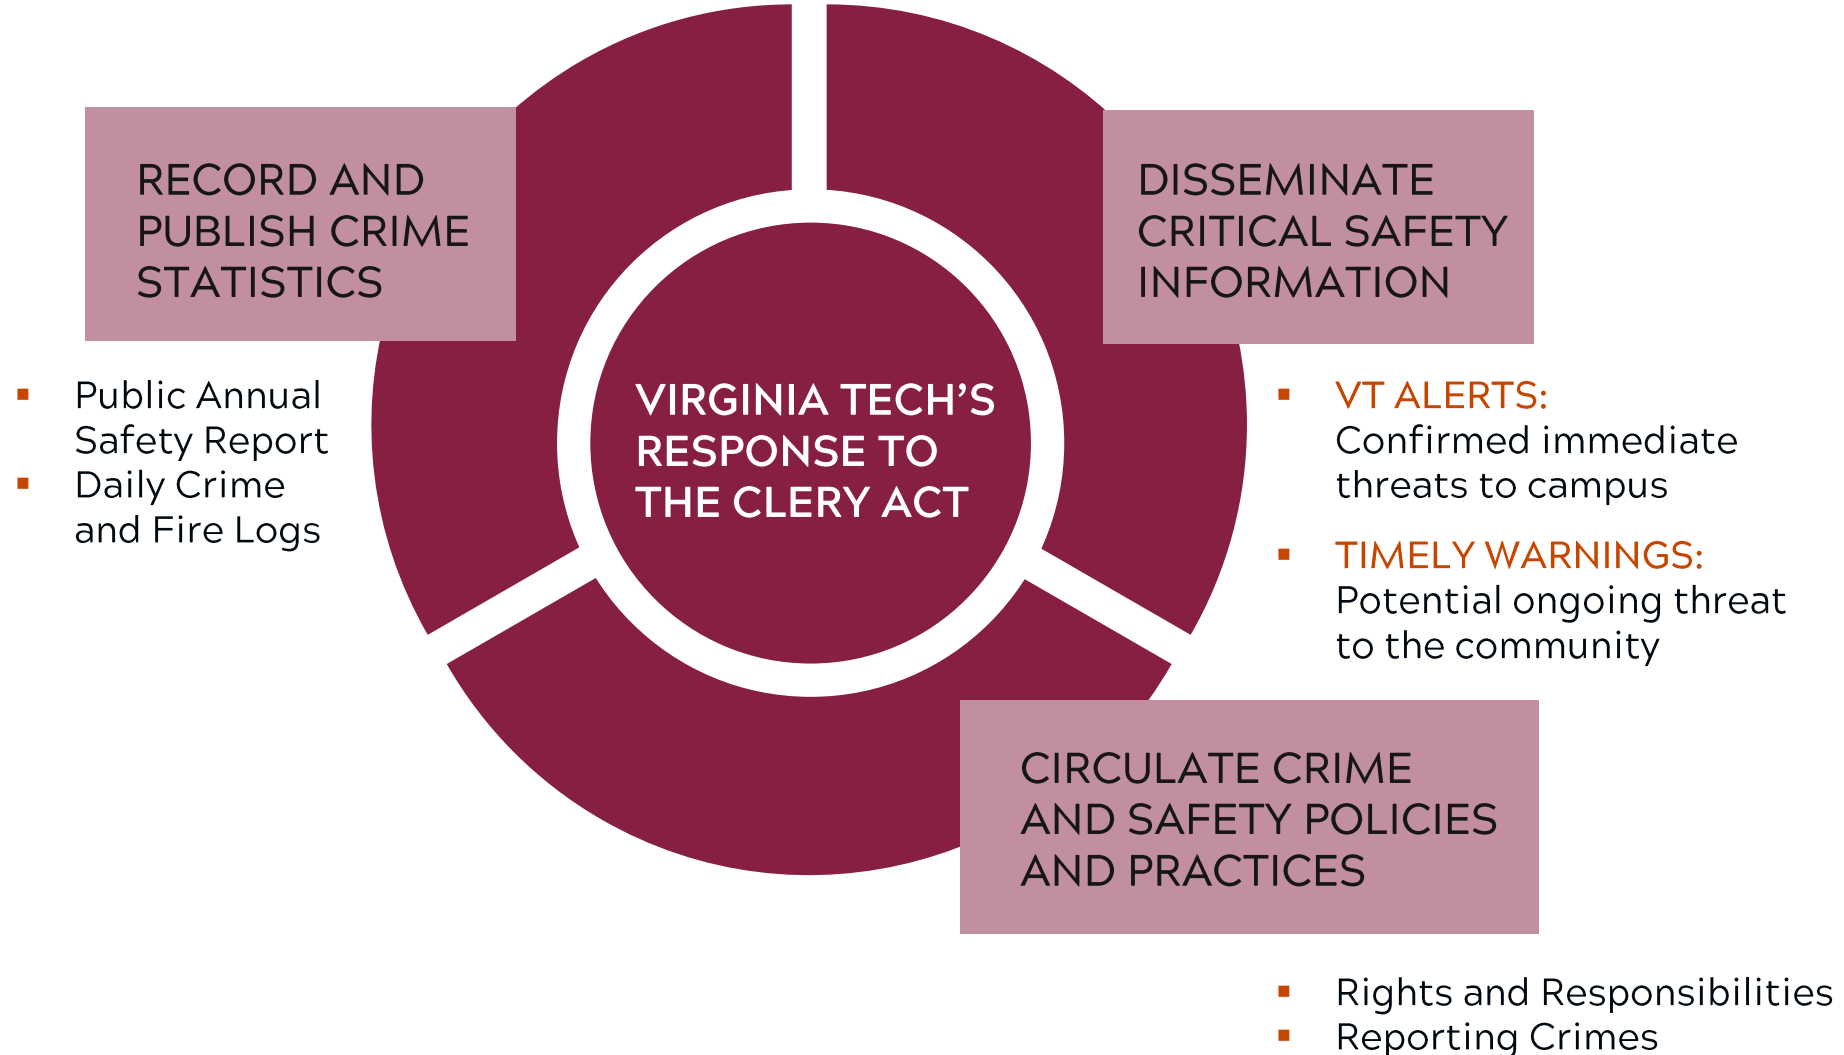 RECORD AND
PUBLISH CRIME
STATISTICS
Public Annual
Safety Report
Daily Crime
and Fire Logs
VIRGINIA TECH’S
RESPONSE TO
THE CLERY ACT
DISSEMINATE
CRITICAL SAFETY
INFORMATION
VT ALERTS:
Confirmed immediate
threats to campus
TIMELY WARNINGS:
Potential ongoing threat
to the community
CIRCULATE CRIME
AND SAFETY POLICIES
AND PRACTICES
Rights and Responsibilities
Reporting Crimes